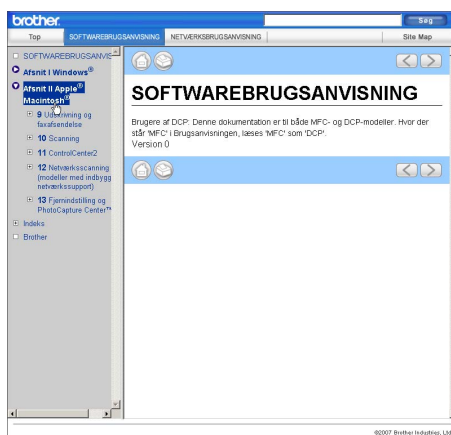 brother.
Søg
Top
SOFTWAREBRUGSANVISNING
NETVÆRKSBRUGSANVISNING
Site Map
SOFTWAREBRUGSANVIS
Afsnit I Windows®
Afsnit II Apple®
Macintosh®
9 Udskrivning og
faxafsendelse
10 Scanning
11 ControlCenter2
12 Netværksscanning
(modeller med indbygg
netværkssupport)
13 Fjernindstilling og
PhotoCapture Center™
Indeks
Brother
SOFTWAREBRUGSANVISNING
Brugere af DCP: Denne dokumentation er til både MFC- og DCP-modeller. Hvor der
står 'MFC' i Brugsanvisningen, læses 'MFC' som 'DCP'.
Version 0
©2007 Brother Industries, Ltd